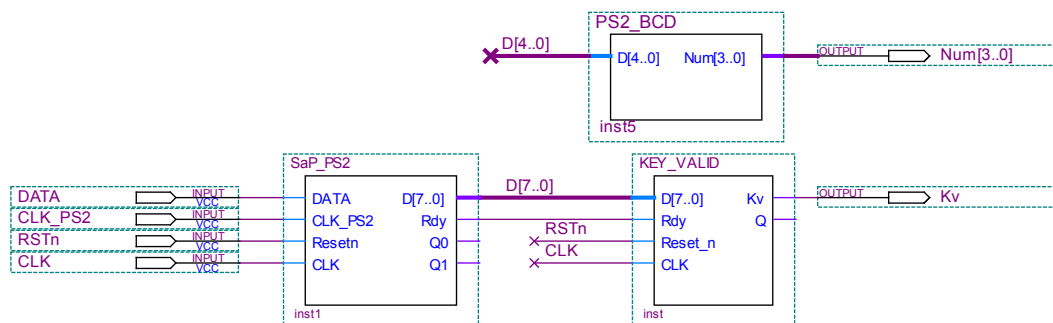 PS2_BCD
D[4..0]
D[4..0] Num[3..0]
OUTPUT
Num[3..0]
inst5
SaP_PS2
KEY_VALID
DATA
INPUT
VCC
DATA D[7..0]
D[7..0]
D[7..0] Kv
OUTPUT
Kv
CLK_PS2
INPUT
VCC
CLK_PS2 Rdy
Rdy Q
RSTn
INPUT
VCC
Resetn Q0
RSTn
Reset_n
CLK
INPUT
VCC
CLK Q1
CLK
CLK
inst1
inst